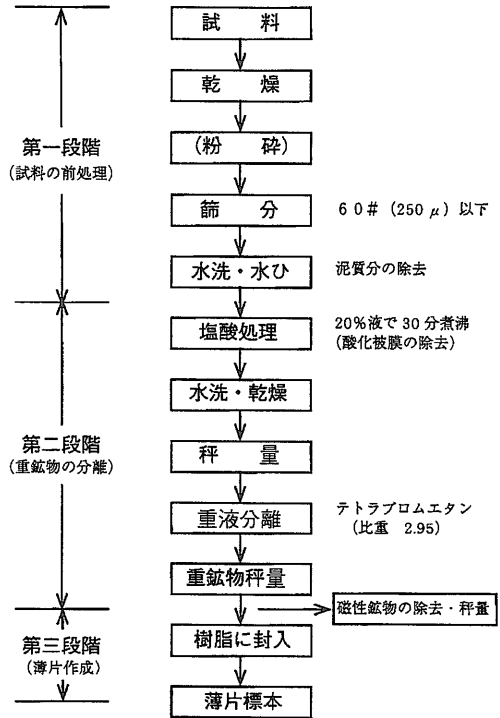 試　料
乾　燥
第一段階
(試料の前処理)
(粉　砕)
篩　分
60＃（250 μ）以下
水洗・水ひ
泥質分の除去
塩酸処理
20％液で30分煮沸
(酸化被膜の除去)
水洗・乾燥
第二段階
(重鉱物の分離)
秤　量
重液分離
テトラブロムエタン
(比重　2.95)
重鉱物秤量
磁性鉱物の除去・秤量
第三段階
(薄片作成)
樹脂に封入
薄片標本